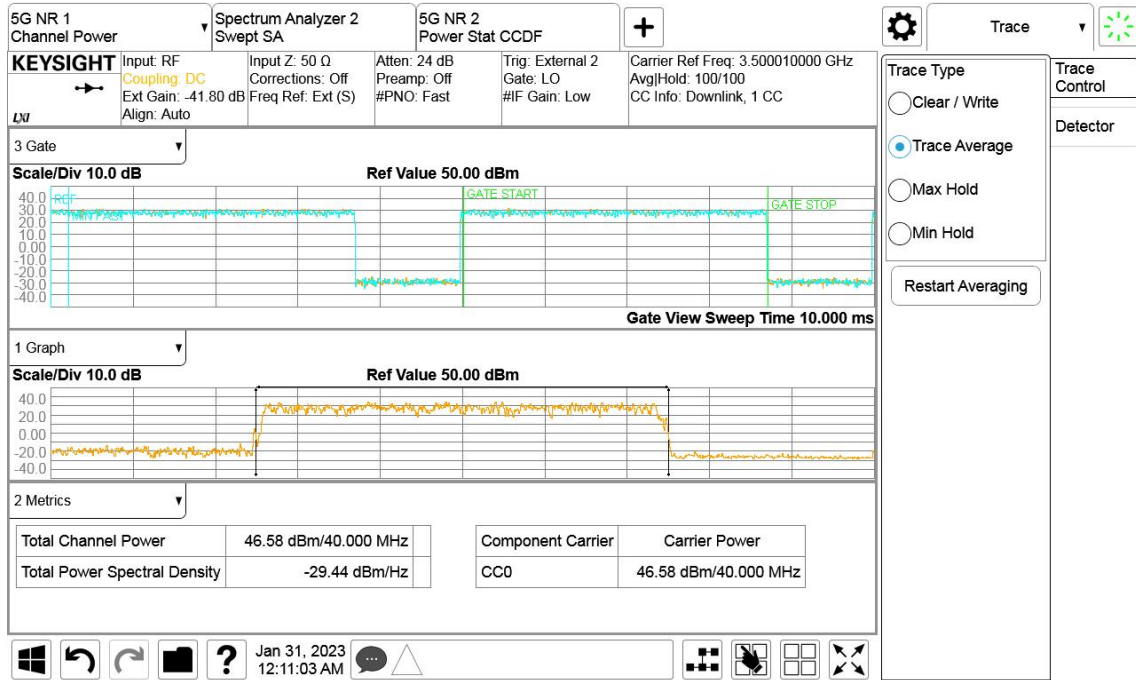 5G NR 1
Channel Power
Spectrum Analyzer 2
Swept SA
5G NR 2
Power Stat CCDF
Trace
KEYSIGHT
LXI
Input: RF
Coupling: DC
Ext Gain: -41.80 dB
Align: Auto
Input Z: 50 Ω
Corrections: Off
Freq Ref: Ext (S)
Atten: 24 dB
Preamp: Off
#PNO: Fast
Trig: External 2
Gate: LO
#IF Gain: Low
Carrier Ref Freq: 3.500010000 GHz
Avg|Hold: 100/100
CC Info: Downlink, 1 CC
Trace Type
Clear / Write
Trace Average
Max Hold
Min Hold
Restart Averaging
Trace
Control
Detector
3 Gate
Scale/Div 10.0 dB
Ref Value 50.00 dBm
40.0
30.0
20.0
10.0
0.00
-10.0
-20.0
-30.0
-40.0
REF
GATE START
GATE STOP
Gate View Sweep Time 10.000 ms
1 Graph
Scale/Div 10.0 dB
Ref Value 50.00 dBm
40.0
20.0
0.00
-20.0
-40.0
2 Metrics
Total Channel Power 46.58 dBm/40.000 MHz
Total Power Spectral Density -29.44 dBm/Hz
Component Carrier Carrier Power
CC0 46.58 dBm/40.000 MHz
?
Jan 31, 2023
12:11:03 AM